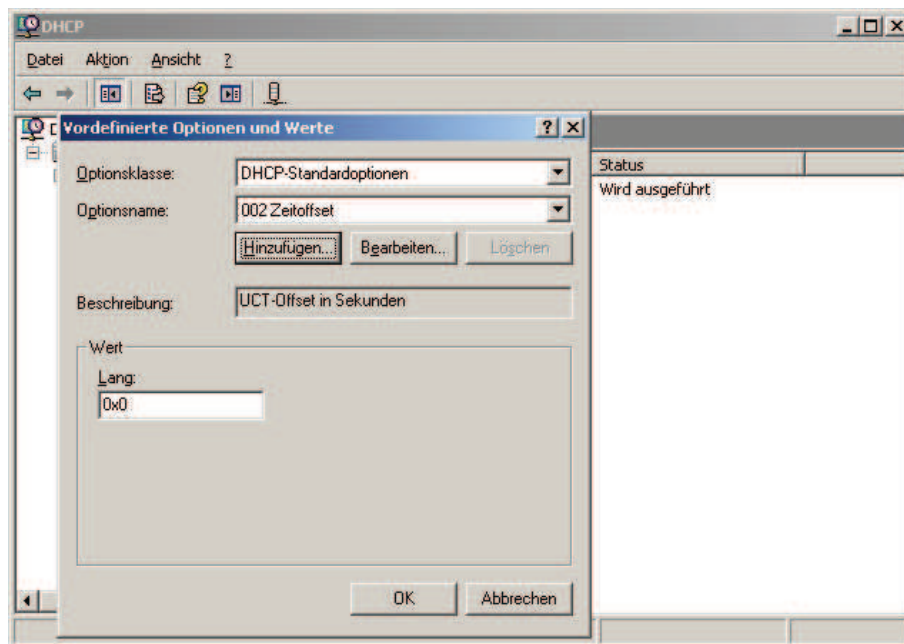 DHCP
Datei Aktion Ansicht ?
Vordefinierte Optionen und Werte
Status
Optionsklasse: DHCP-Standardoptionen
Wird ausgeführt
Optionsname: 002 Zeitoffset
Hinzufügen... Bearbeiten... Löschen
Beschreibung: UCT-Offset in Sekunden
Wert
Lang:
0x0
OK Abbrechen